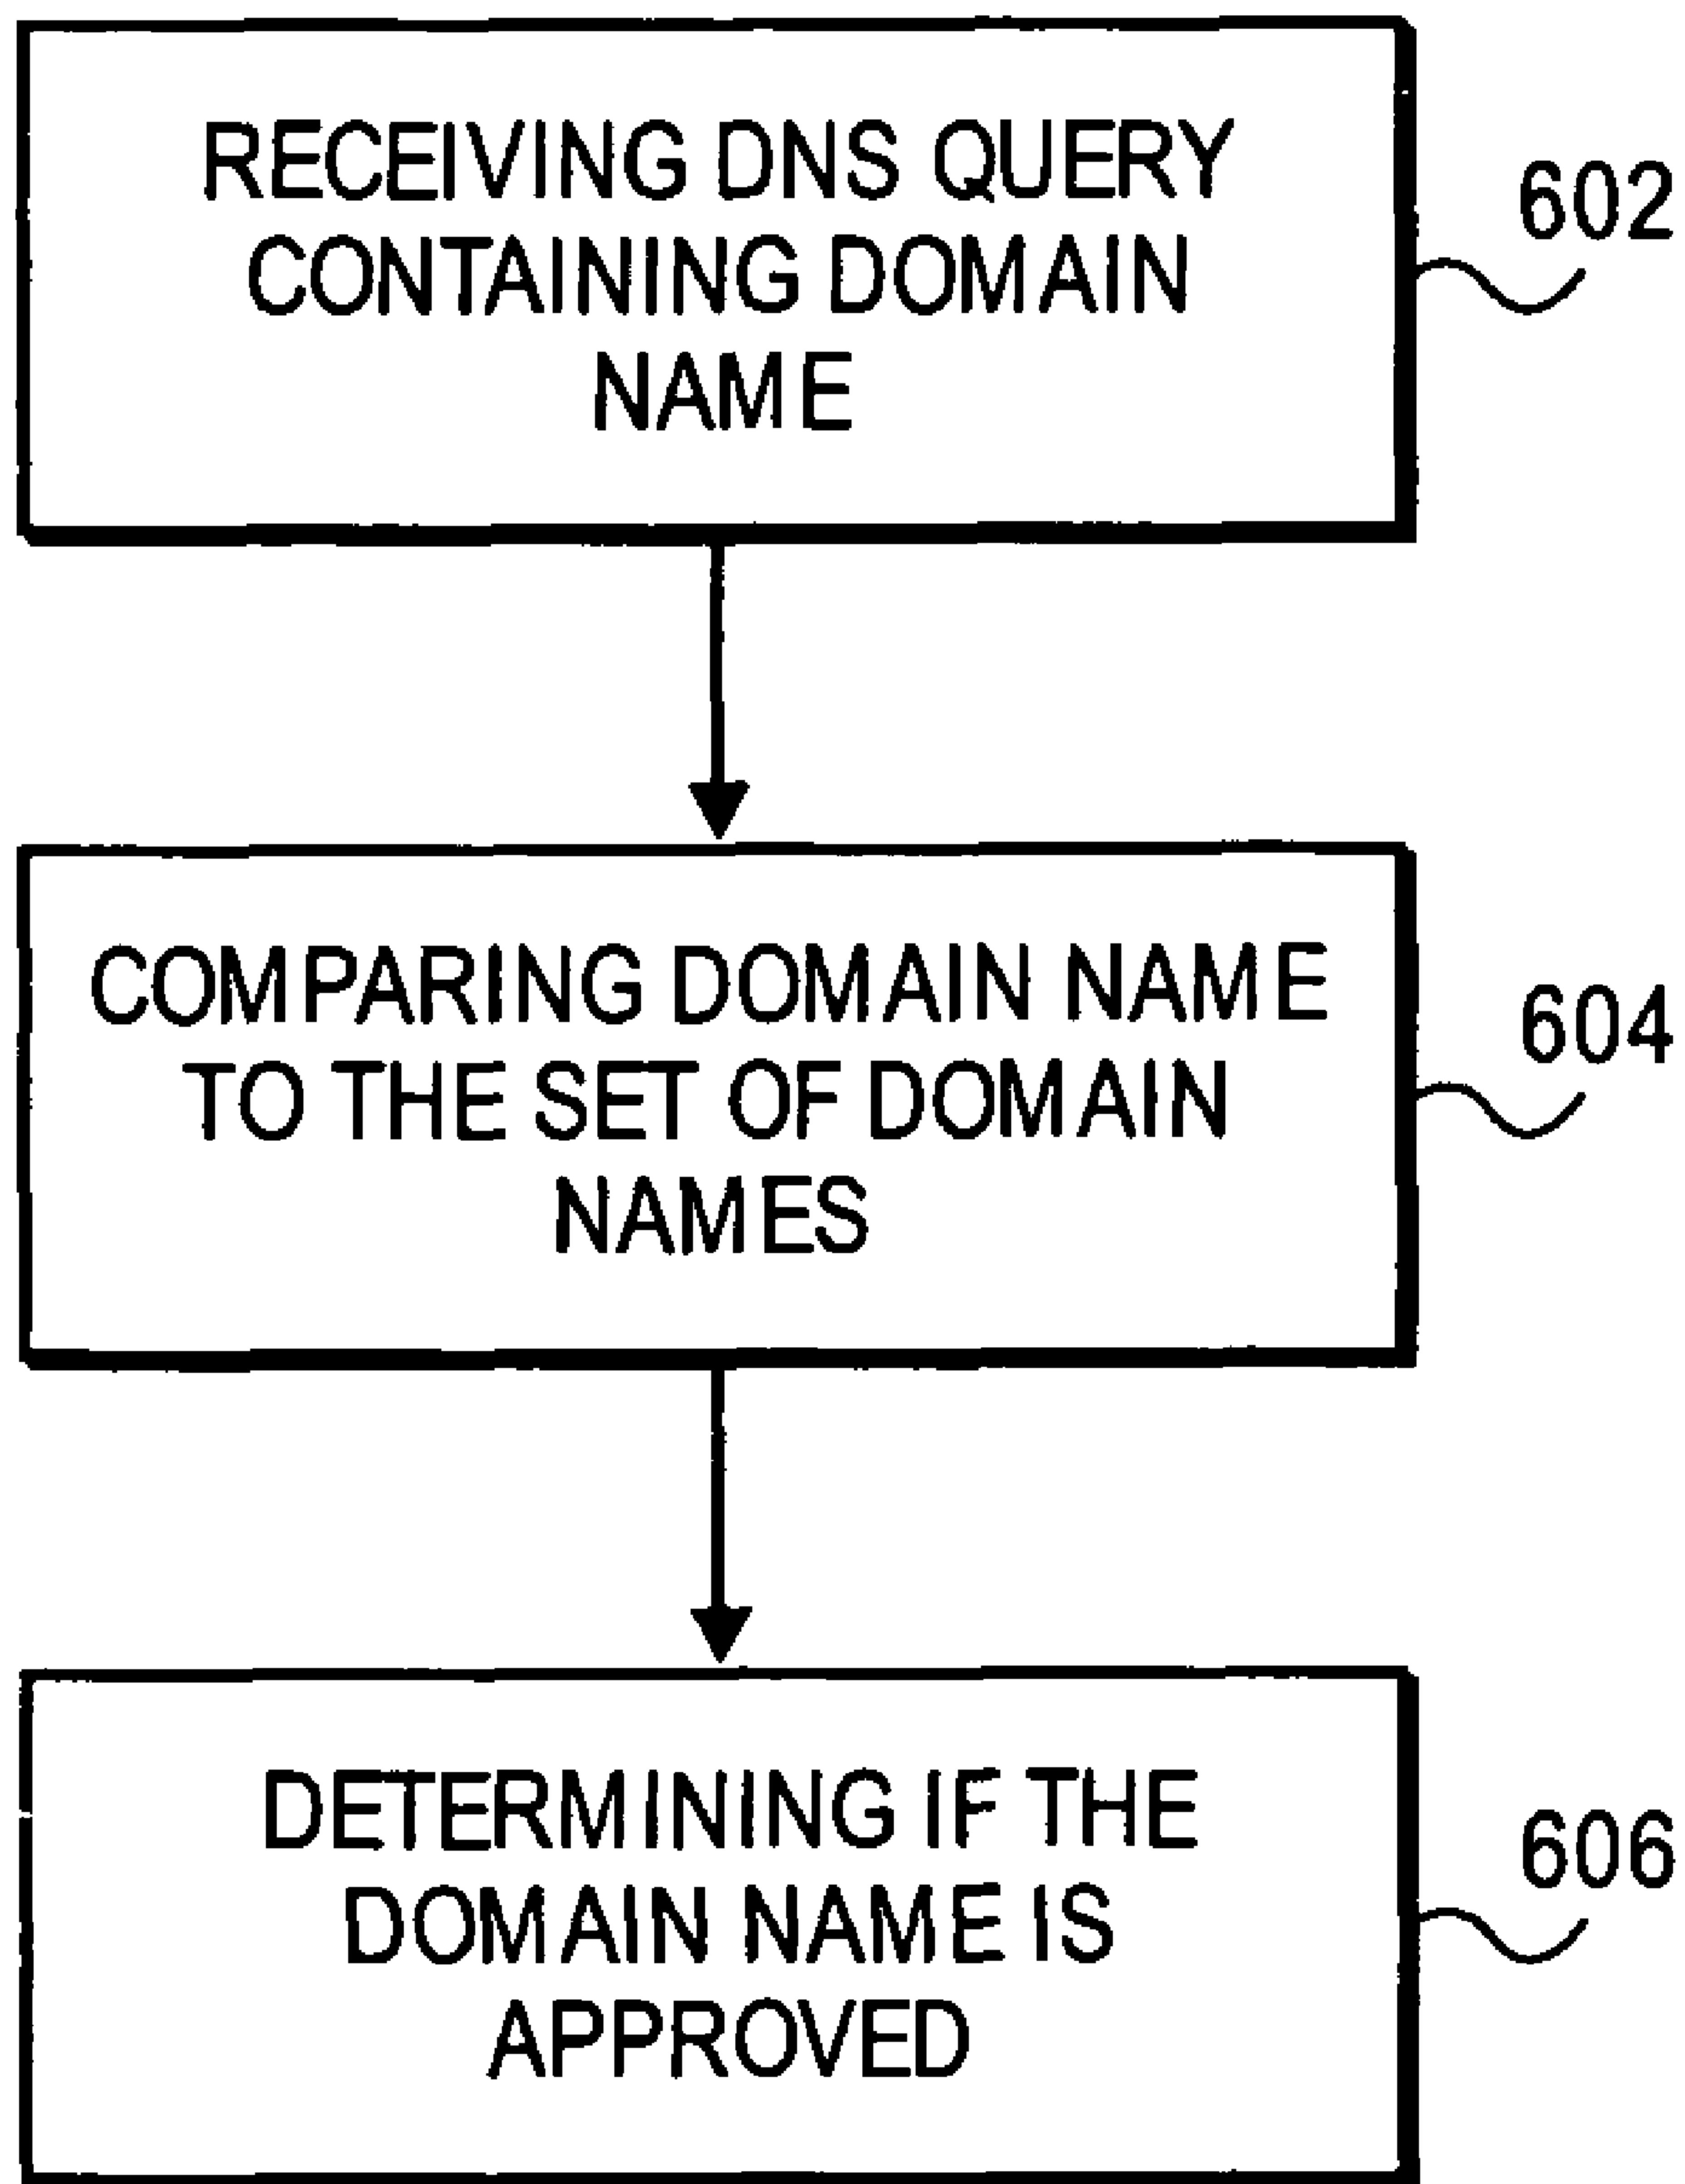 RECEIVING DNS QUERY
CONTAINING DOMAIN
NAME
602
COMPARING DOMAIN NAME
TO THE SET OF DOMAIN
NAMES
604
DETERMINING IF THE
DOMAIN NAME IS
APPROVED
606